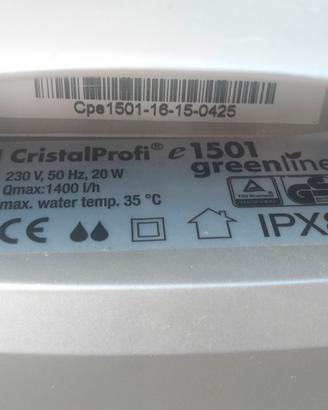 Cpe1501-16-15-0425
CristalProfi® e1501
greenline
230 V, 50 Hz, 20 W
Qmax:1400 l/h
max. water temp. 35 °C
CE
IPX8